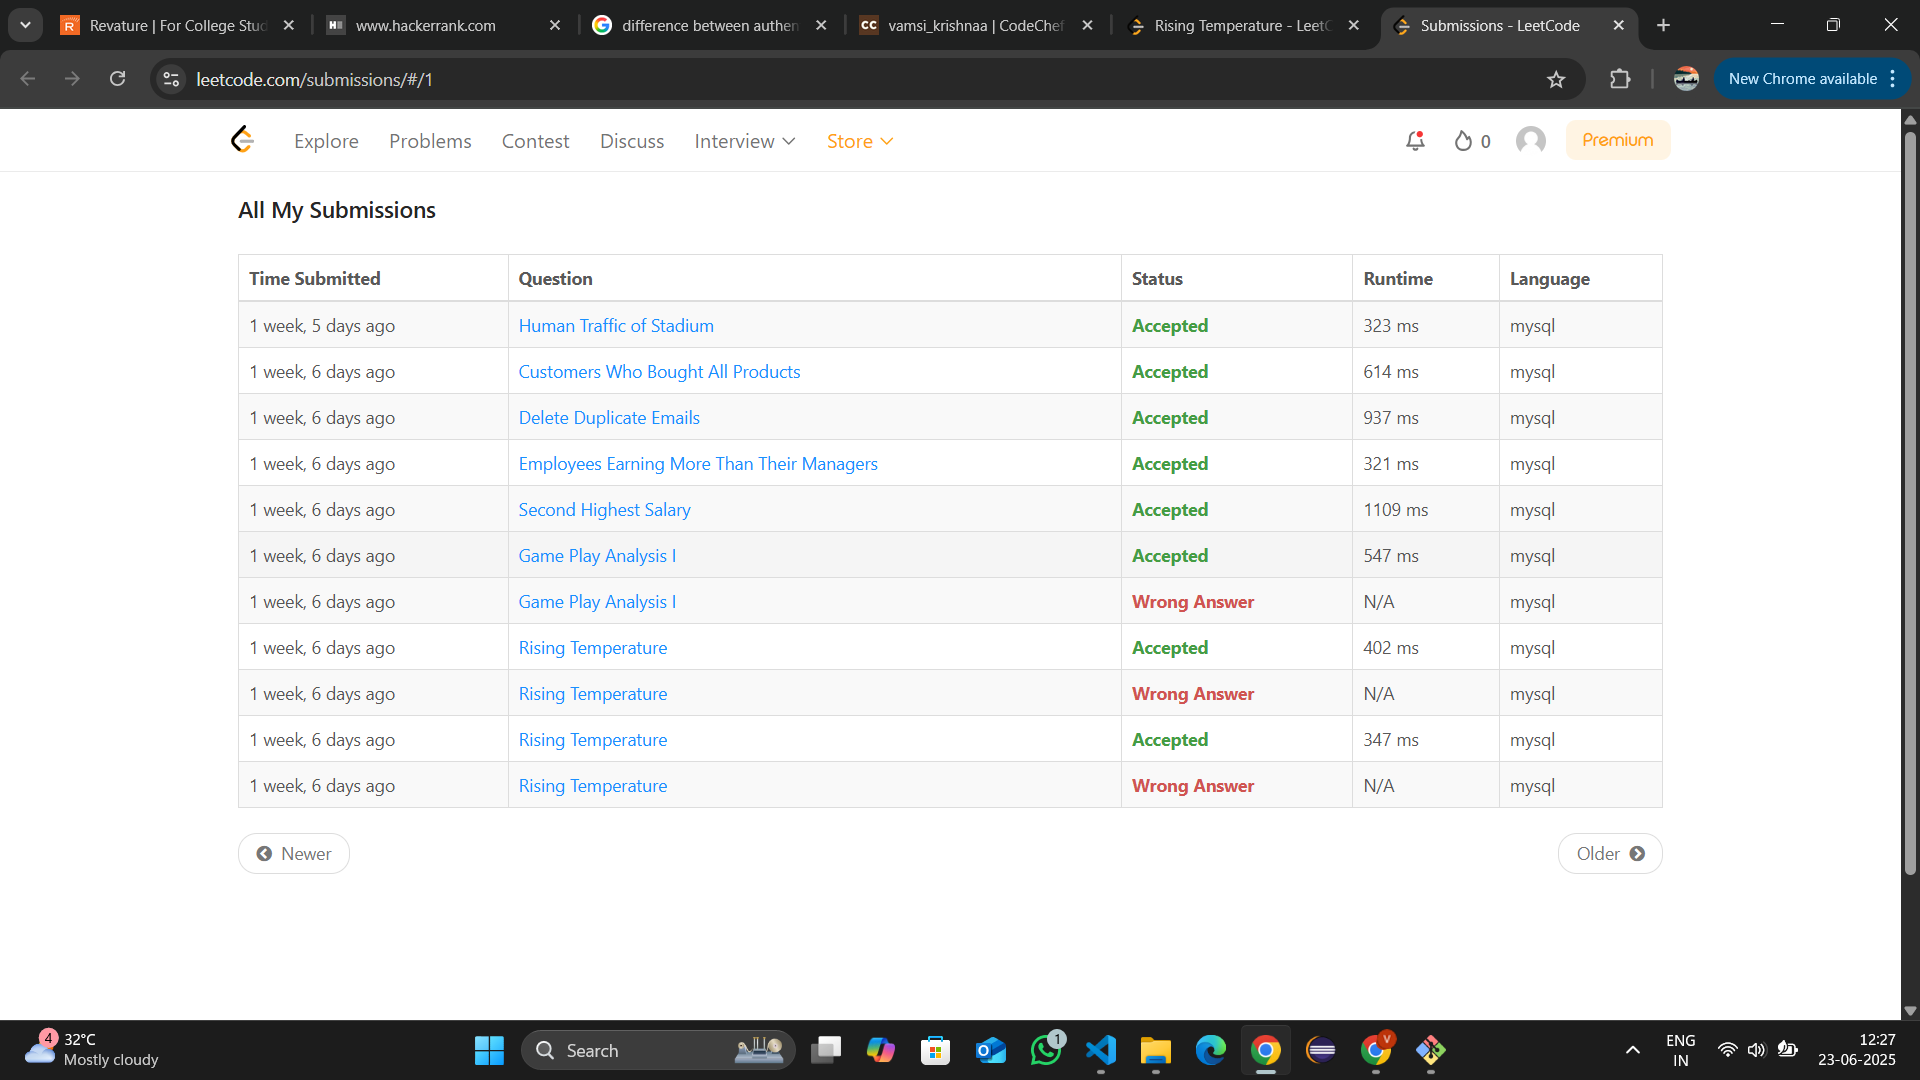 Revature | For College Stud
www.hackerrank.com
difference between authen
vamsi_krishnaa | CodeChef
Rising Temperature - LeetC
Submissions - LeetCode
leetcode.com/submissions/#/1
New Chrome available
Explore
Problems
Contest
Discuss
Interview
Store
0
Premium
All My Submissions
Time Submitted Question Status Runtime Language
1 week, 5 days ago Human Traffic of Stadium Accepted 323 ms mysql
1 week, 6 days ago Customers Who Bought All Products Accepted 614 ms mysql
1 week, 6 days ago Delete Duplicate Emails Accepted 937 ms mysql
1 week, 6 days ago Employees Earning More Than Their Managers Accepted 321 ms mysql
1 week, 6 days ago Second Highest Salary Accepted 1109 ms mysql
1 week, 6 days ago Game Play Analysis I Accepted 547 ms mysql
1 week, 6 days ago Game Play Analysis I Wrong Answer N/A mysql
1 week, 6 days ago Rising Temperature Accepted 402 ms mysql
1 week, 6 days ago Rising Temperature Wrong Answer N/A mysql
1 week, 6 days ago Rising Temperature Accepted 347 ms mysql
1 week, 6 days ago Rising Temperature Wrong Answer N/A mysql
Newer
Older
4
32°C
Mostly cloudy
Search
1
V
ENG
IN
12:27
23-06-2025